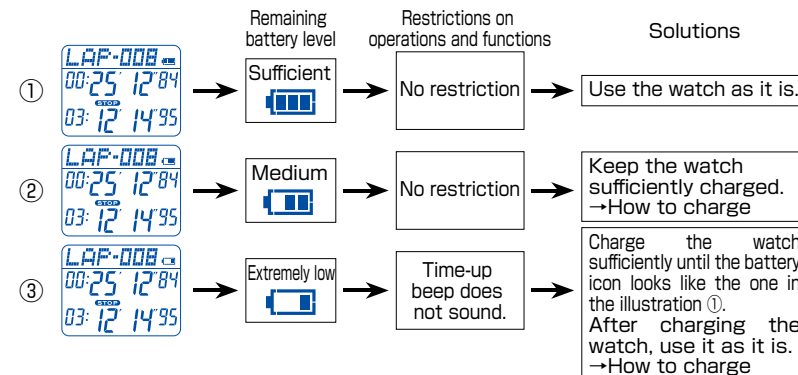 Remaining
battery level
Restrictions on
operations and functions
Solutions
①
LAP-008
00:25' 12"84
STOP
03: 12' 14"95
Sufficient
No restriction
Use the watch as it is.
②
LAP-008
00:25' 12"84
STOP
03: 12' 14"95
Medium
No restriction
Keep the watch
sufficiently charged.
→How to charge
③
LAP-008
00:25' 12"84
STOP
03: 12' 14"95
Extremely low
Time-up
beep does
not sound.
Charge the watch
sufficiently until the battery
icon looks like the one in
the illustration ①.
After charging the
watch, use it as it is.
→How to charge